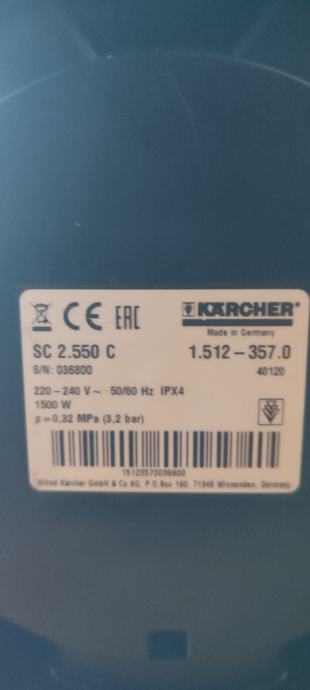 CE EAC
KÄRCHER®
Made in Germany
SC 2.550 C 1.512-357.0
S/N: 036800 40120
220-240 V~ 50/60 Hz IPX4
1500 W
p=0,32 MPa (3,2 bar)
15123570036800
Alfred Kärcher GmbH & Co.KG, P.O.Box 160, 71349 Winnenden, Germany